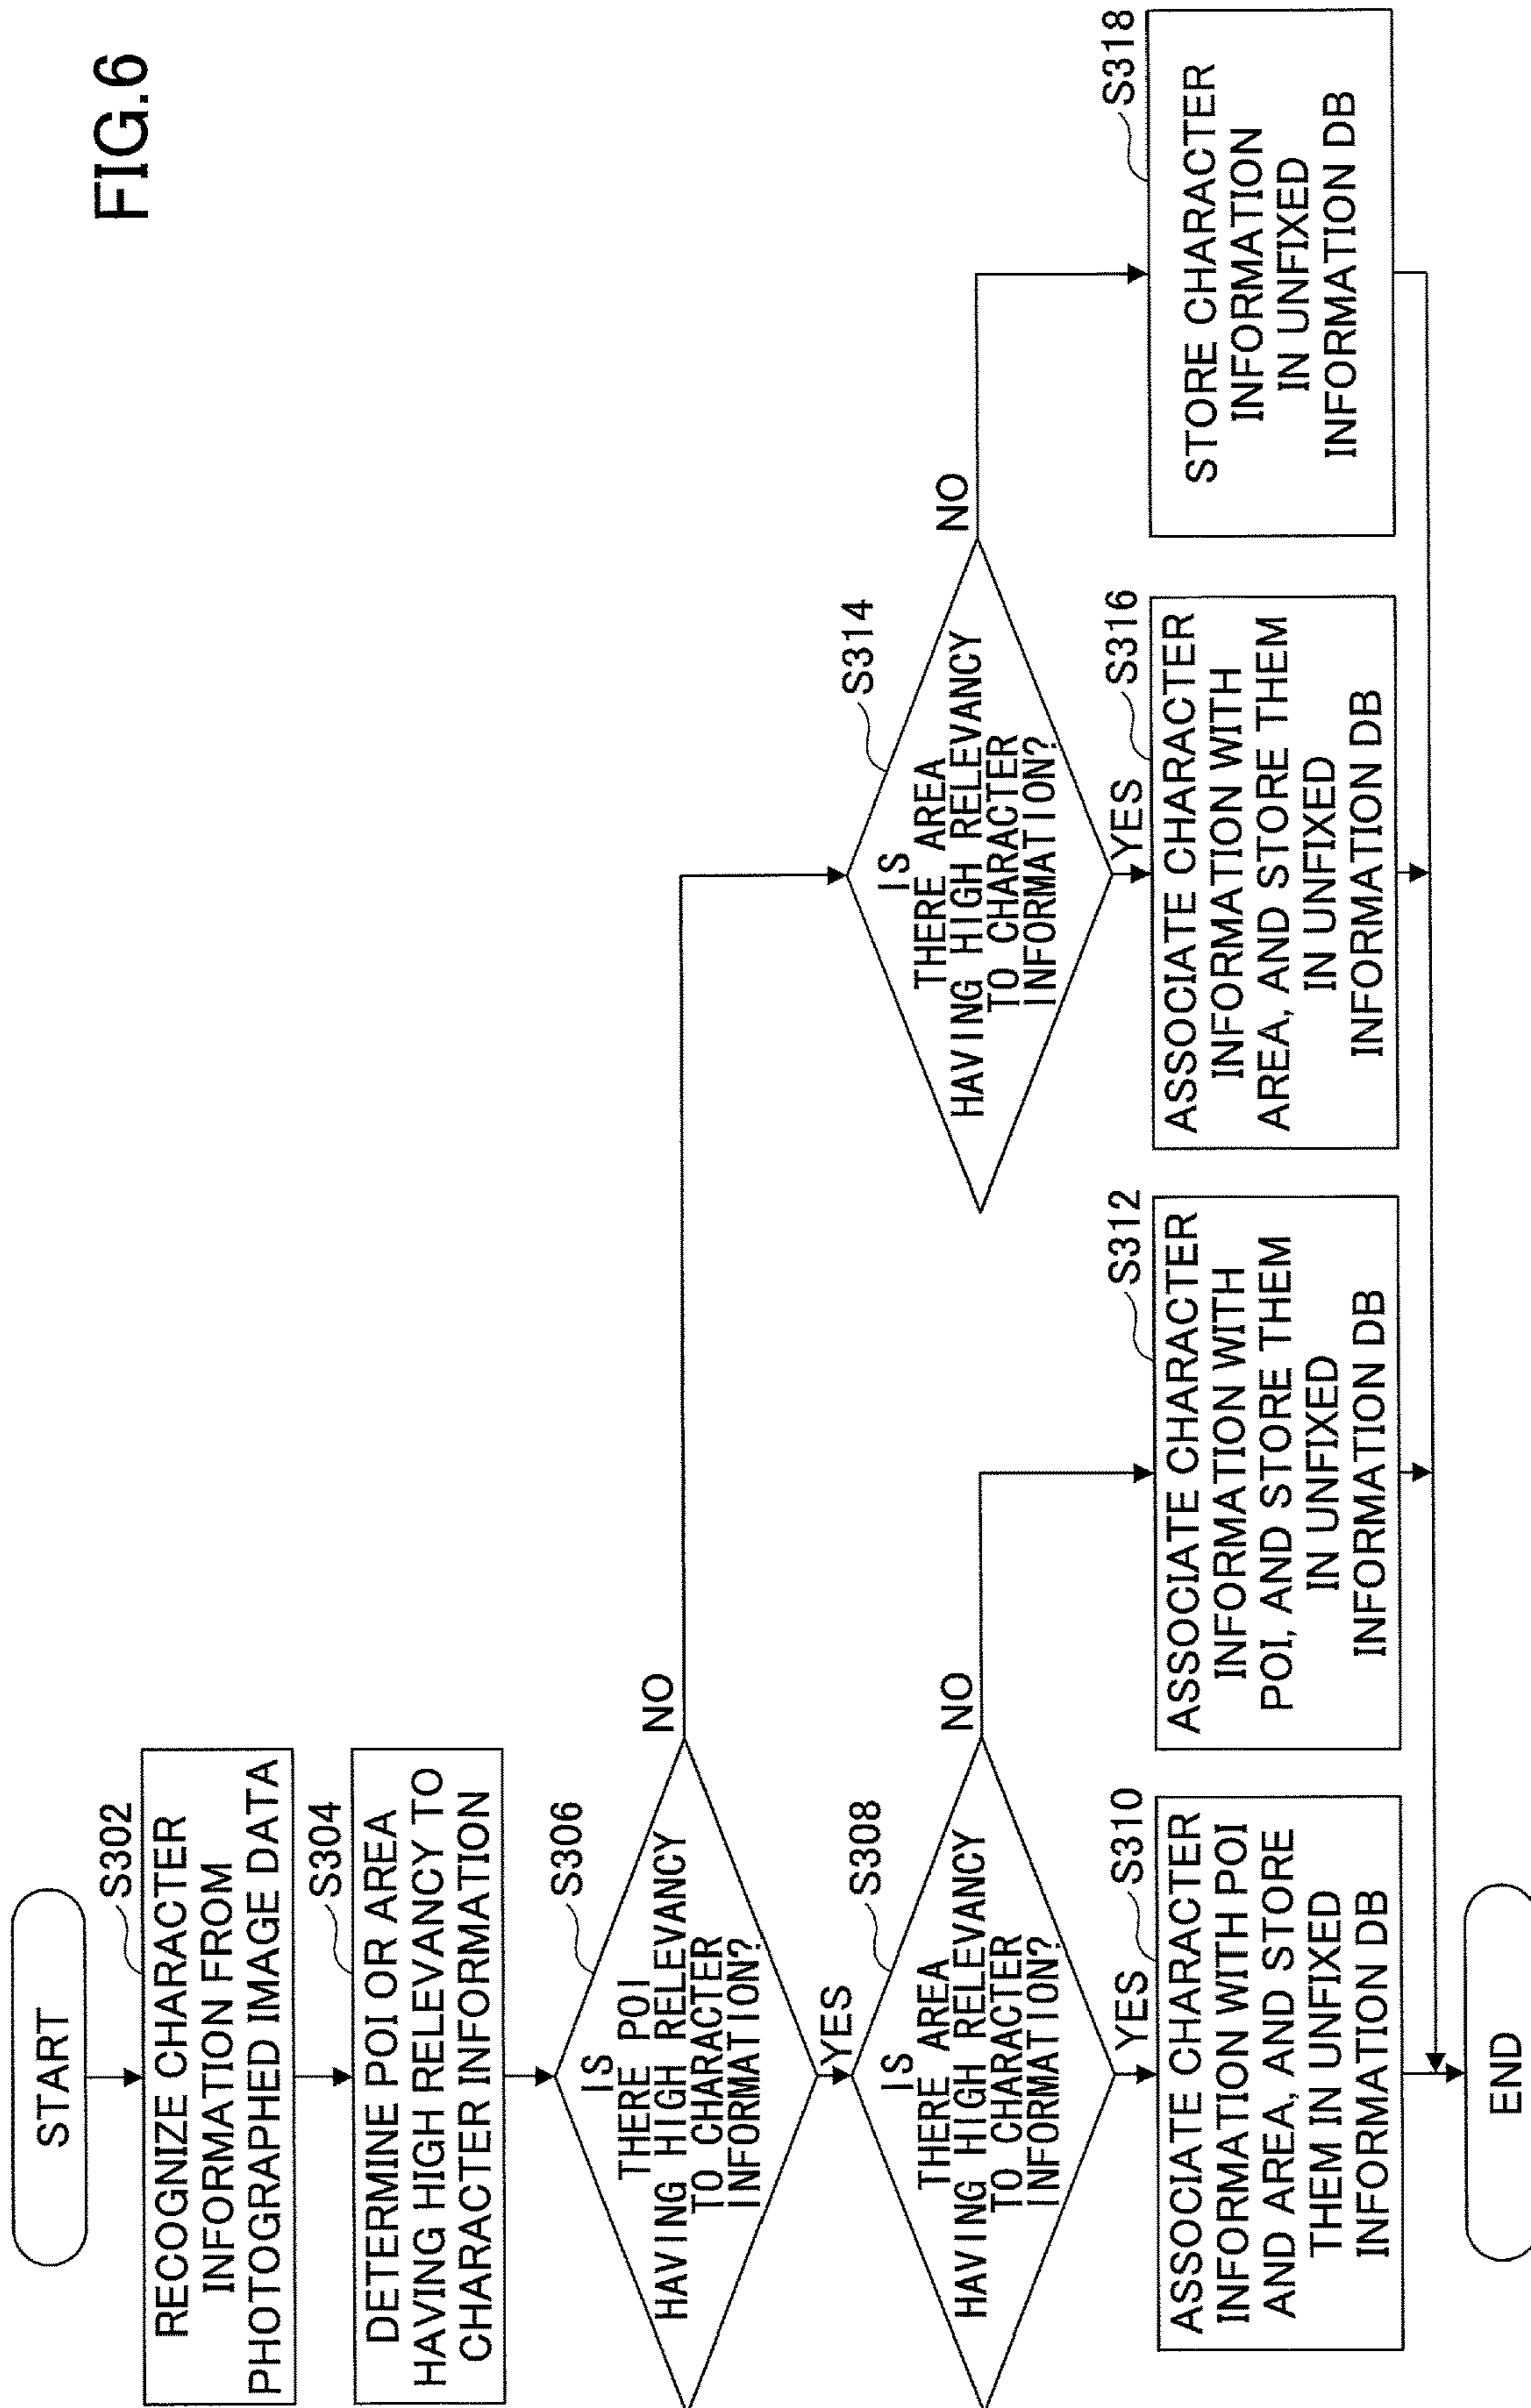 FIG.6
START
S302
RECOGNIZE CHARACTER
INFORMATION FROM
PHOTOGRAPHED IMAGE DATA
S304
DETERMINE POI OR AREA
HAVING HIGH RELEVANCY TO
CHARACTER INFORMATION
S306
IS
THERE POI
HAVING HIGH RELEVANCY
TO CHARACTER
INFORMATION?
NO
YES
S308
IS
THERE AREA
HAVING HIGH RELEVANCY
TO CHARACTER
INFORMATION?
NO
YES
S314
IS
THERE AREA
HAVING HIGH RELEVANCY
TO CHARACTER
INFORMATION?
NO
YES
S310
ASSOCIATE CHARACTER
INFORMATION WITH POI
AND AREA, AND STORE
THEM IN UNFIXED
INFORMATION DB
S312
ASSOCIATE CHARACTER
INFORMATION WITH
POI, AND STORE THEM
IN UNFIXED
INFORMATION DB
S316
ASSOCIATE CHARACTER
INFORMATION WITH
AREA, AND STORE THEM
IN UNFIXED
INFORMATION DB
S318
STORE CHARACTER
INFORMATION
IN UNFIXED
INFORMATION DB
END